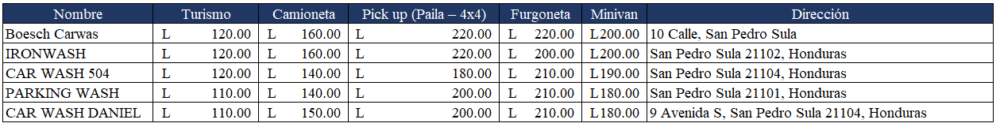 Nombre Turismo Camioneta Pick up (Paila – 4x4) Furgoneta Minivan Dirección
Boesch Carwas L 120.00 L 160.00 L 220.00 L 220.00 L200.00 10 Calle, San Pedro Sula
IRONWASH L 120.00 L 160.00 L 220.00 L 200.00 L200.00 San Pedro Sula 21102, Honduras
CAR WASH 504 L 120.00 L 140.00 L 180.00 L 210.00 L190.00 San Pedro Sula 21104, Honduras
PARKING WASH L 110.00 L 140.00 L 200.00 L 210.00 L180.00 San Pedro Sula 21101, Honduras
CAR WASH DANIEL L 110.00 L 150.00 L 200.00 L 210.00 L180.00 9 Avenida S, San Pedro Sula 21104, Honduras